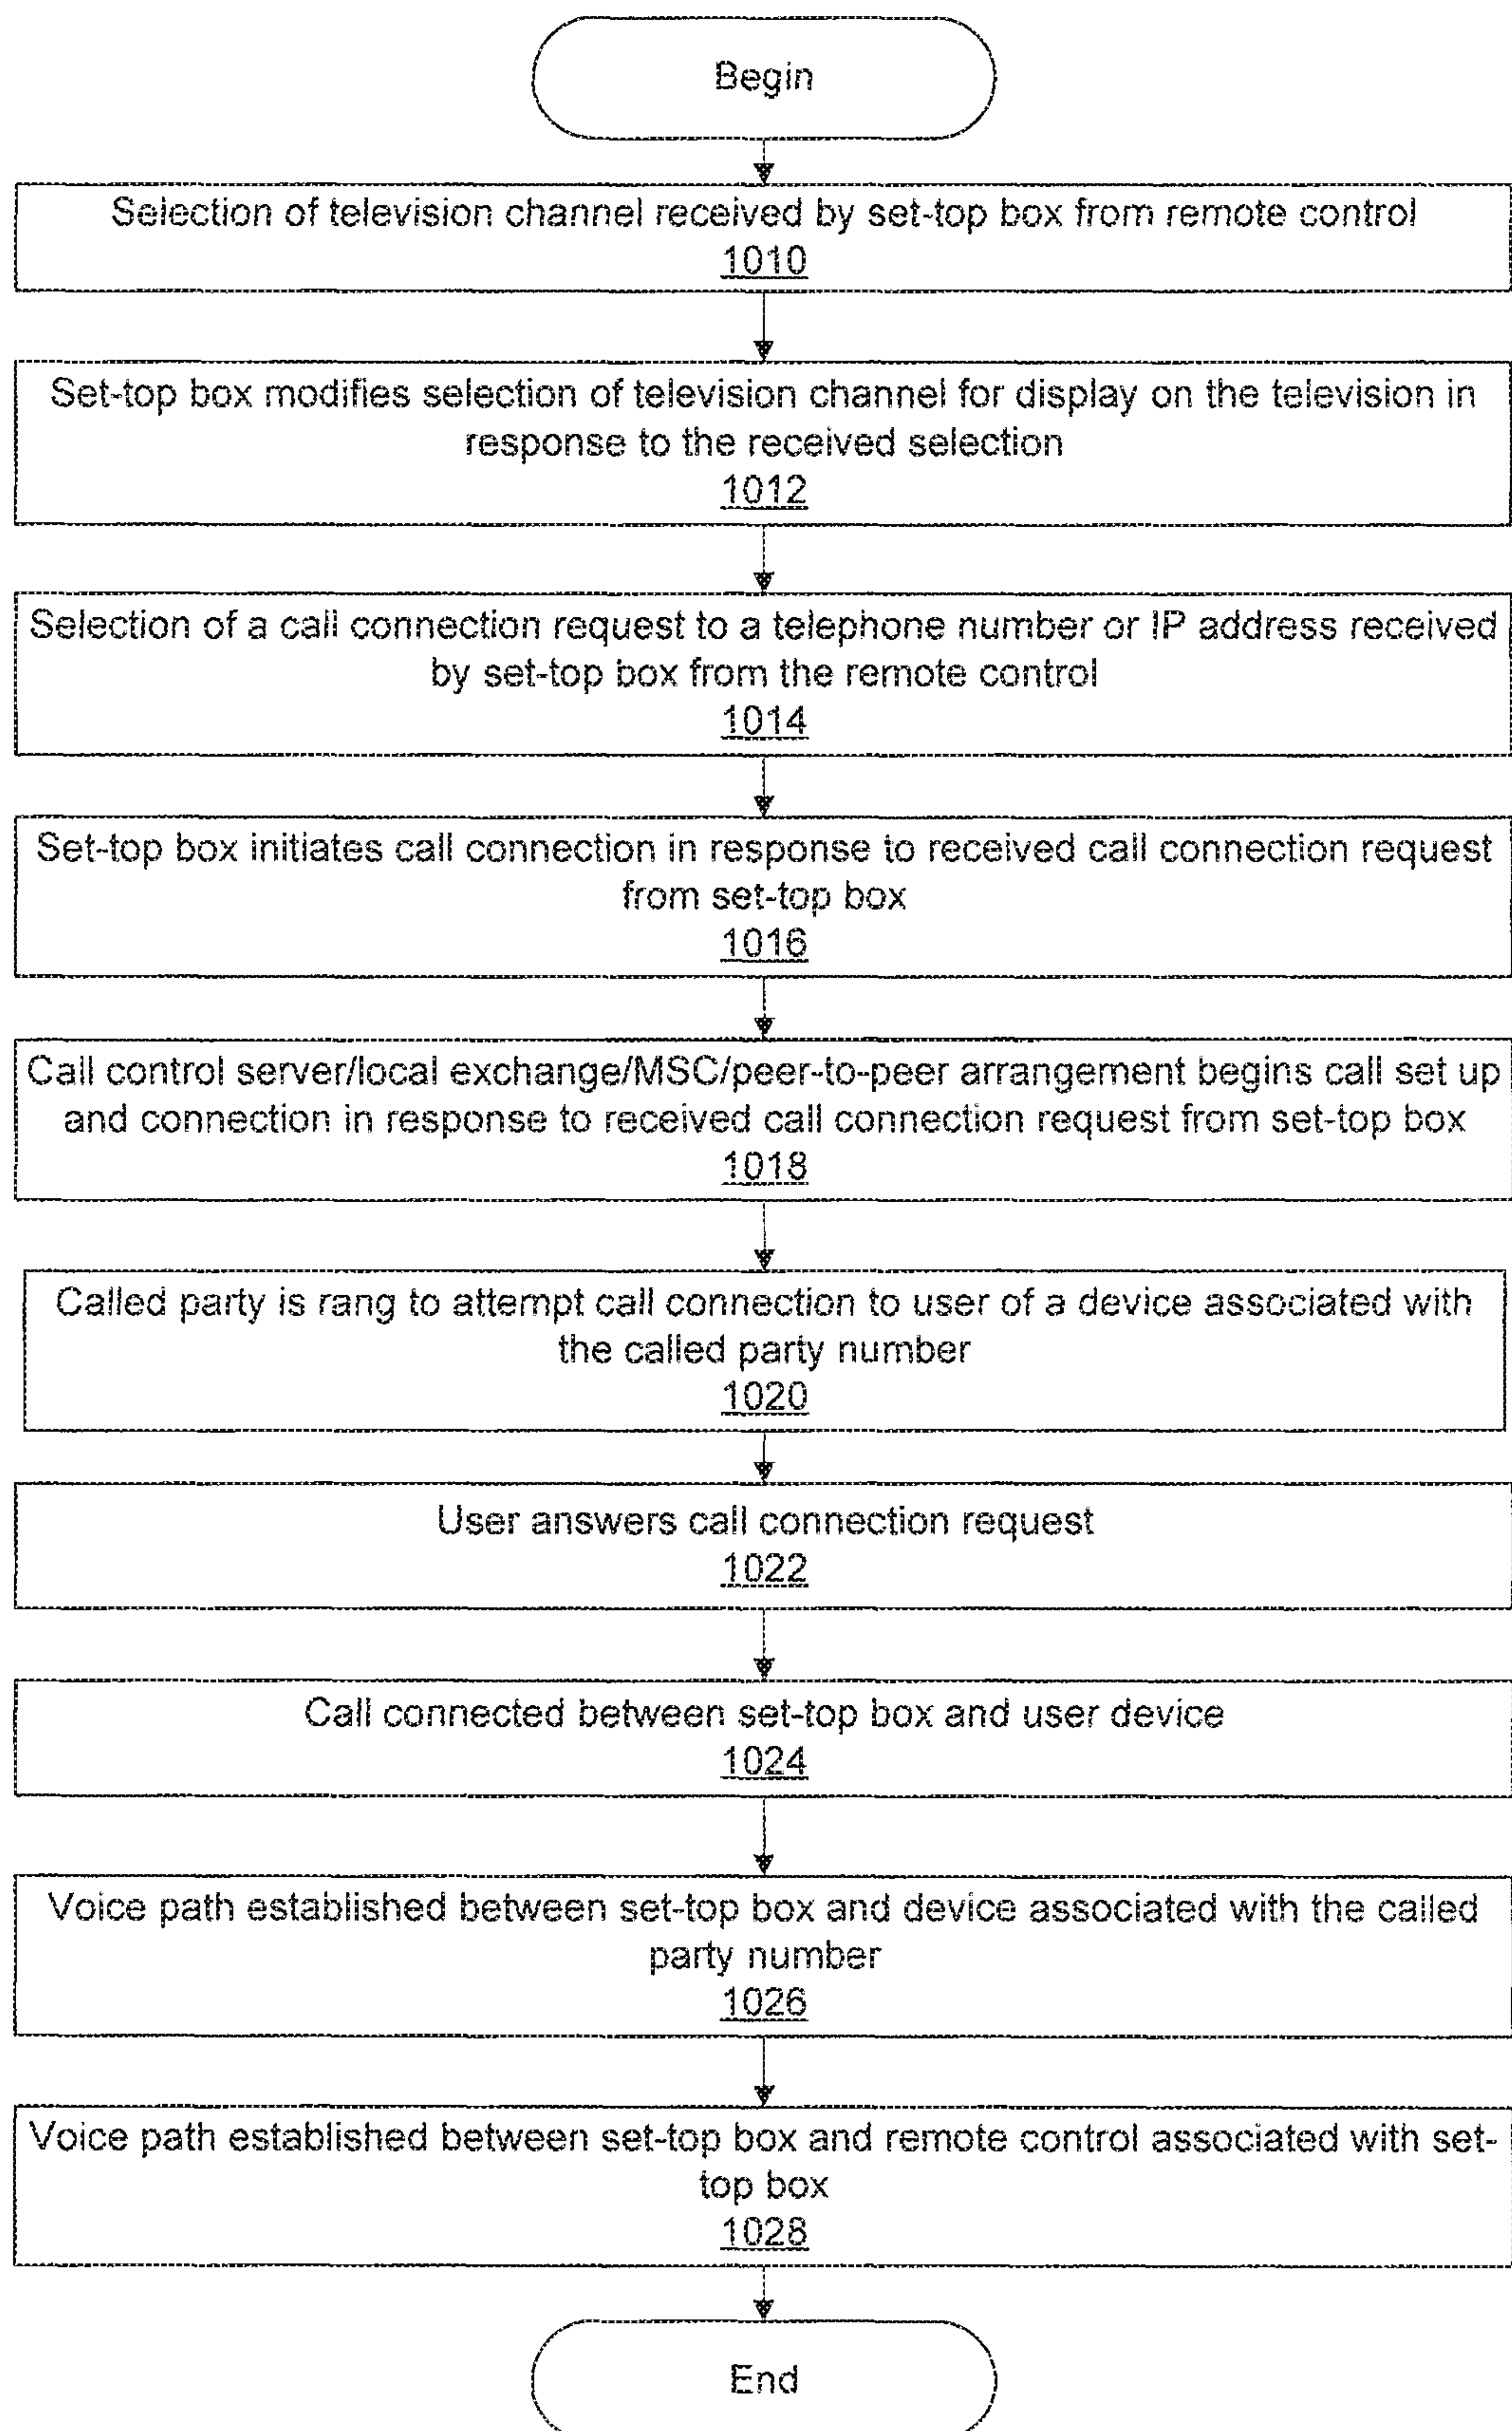 Begin
Selection of television channel received by set-top box from remote control
1010
Set-top box modifies selection of television channel for display on the television in
response to the received selection
1012
Selection of a call connection request to a telephone number or IP address received
by set-top box from the remote control
1014
Set-top box initiates call connection in response to received call connection request
from set-top box
1016
Call control server/local exchange/MSC/peer-to-peer arrangement begins call set up
and connection in response to received call connection request from set-top box
1018
Called party is rang to attempt call connection to user of a device associated with
the called party number
1020
User answers call connection request
1022
Call connected between set-top box and user device
1024
Voice path established between set-top box and device associated with the called
party number
1026
Voice path established between set-top box and remote control associated with set-
top box
1028
End